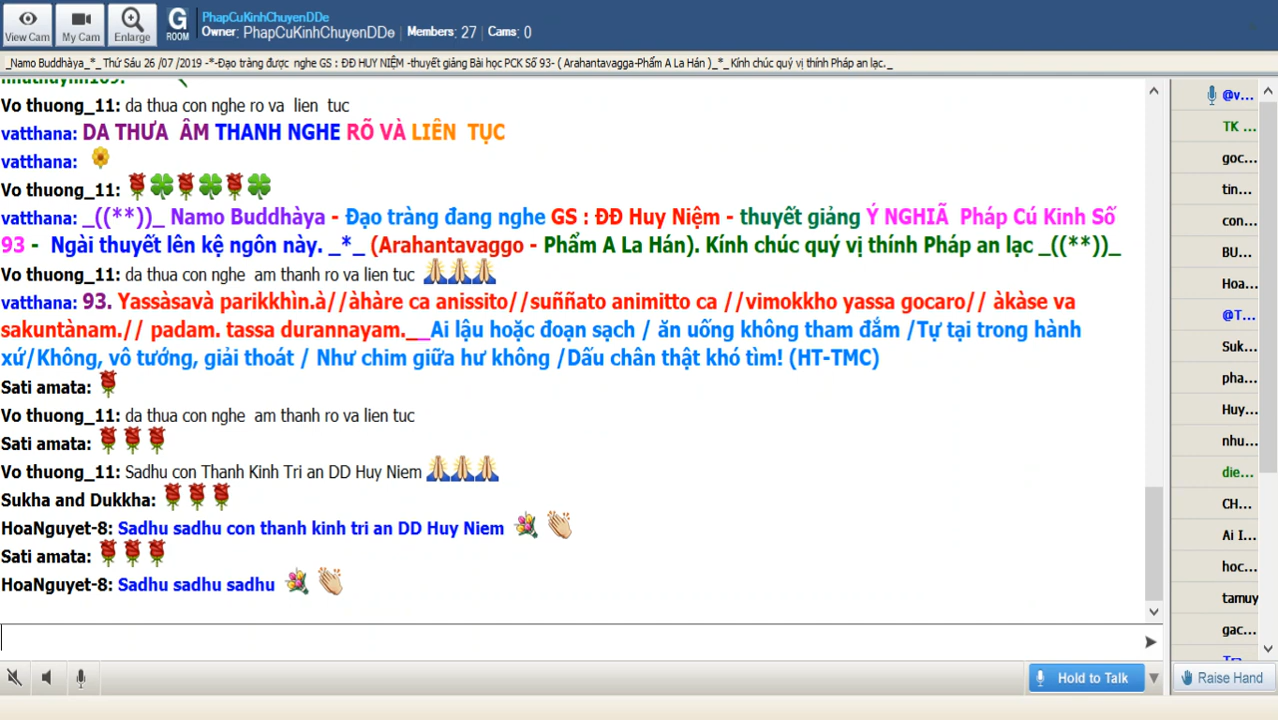 View Cam
My Cam
Enlarge
G
ROOM
PhapCuKinhChuyenDDe
Owner: PhapCuKinhChuyenDDe Members: 27 Cams: 0
_Namo Buddhàya_*_ Thứ Sáu 26 /07 /2019 -*-Đạo tràng được nghe GS : ĐĐ HUY NIỆM -thuyết giảng Bài học PCK Số 93- ( Arahantavagga-Phẩm A La Hán )_*_ Kính chúc quý vị thính Pháp an lạc._
Vo thuong_11: da thua con nghe ro va lien tuc
vatthana: DA THƯA ÂM THANH NGHE RÕ VÀ LIÊN TỤC
vatthana:
Vo thuong_11:
vatthana: _((**))_ Namo Buddhàya - Đạo tràng đang nghe GS : ĐĐ Huy Niệm - thuyết giảng Ý NGHIÃ Pháp Cú Kinh Số
93 - Ngài thuyết lên kệ ngôn này. _*_ (Arahantavaggo - Phẩm A La Hán). Kính chúc quý vị thính Pháp an lạc _((**))_
Vo thuong_11: da thua con nghe am thanh ro va lien tuc
vatthana: 93. Yassàsavà parikkhìn.à//àhàre ca anissito//suññato animitto ca //vimokkho yassa gocaro// àkàse va
sakuntànam.// padam. tassa durannayam.__Ai lậu hoặc đoạn sạch / ăn uống không tham đắm /Tự tại trong hành
xứ/Không, vô tướng, giải thoát / Như chim giữa hư không /Dấu chân thật khó tìm! (HT-TMC)
Sati amata:
Vo thuong_11: da thua con nghe am thanh ro va lien tuc
Sati amata:
Vo thuong_11: Sadhu con Thanh Kinh Tri an DD Huy Niem
Sukha and Dukkha:
HoaNguyet-8: Sadhu sadhu con thanh kinh tri an DD Huy Niem
Sati amata:
HoaNguyet-8: Sadhu sadhu sadhu
@v...
TK ...
goc...
tin...
con...
BU...
Hoa...
@T...
Suk...
pha...
Huy...
nhu...
die...
CH...
Ai I...
hoc...
tamuy
gac...
Hold to Talk
Raise Hand